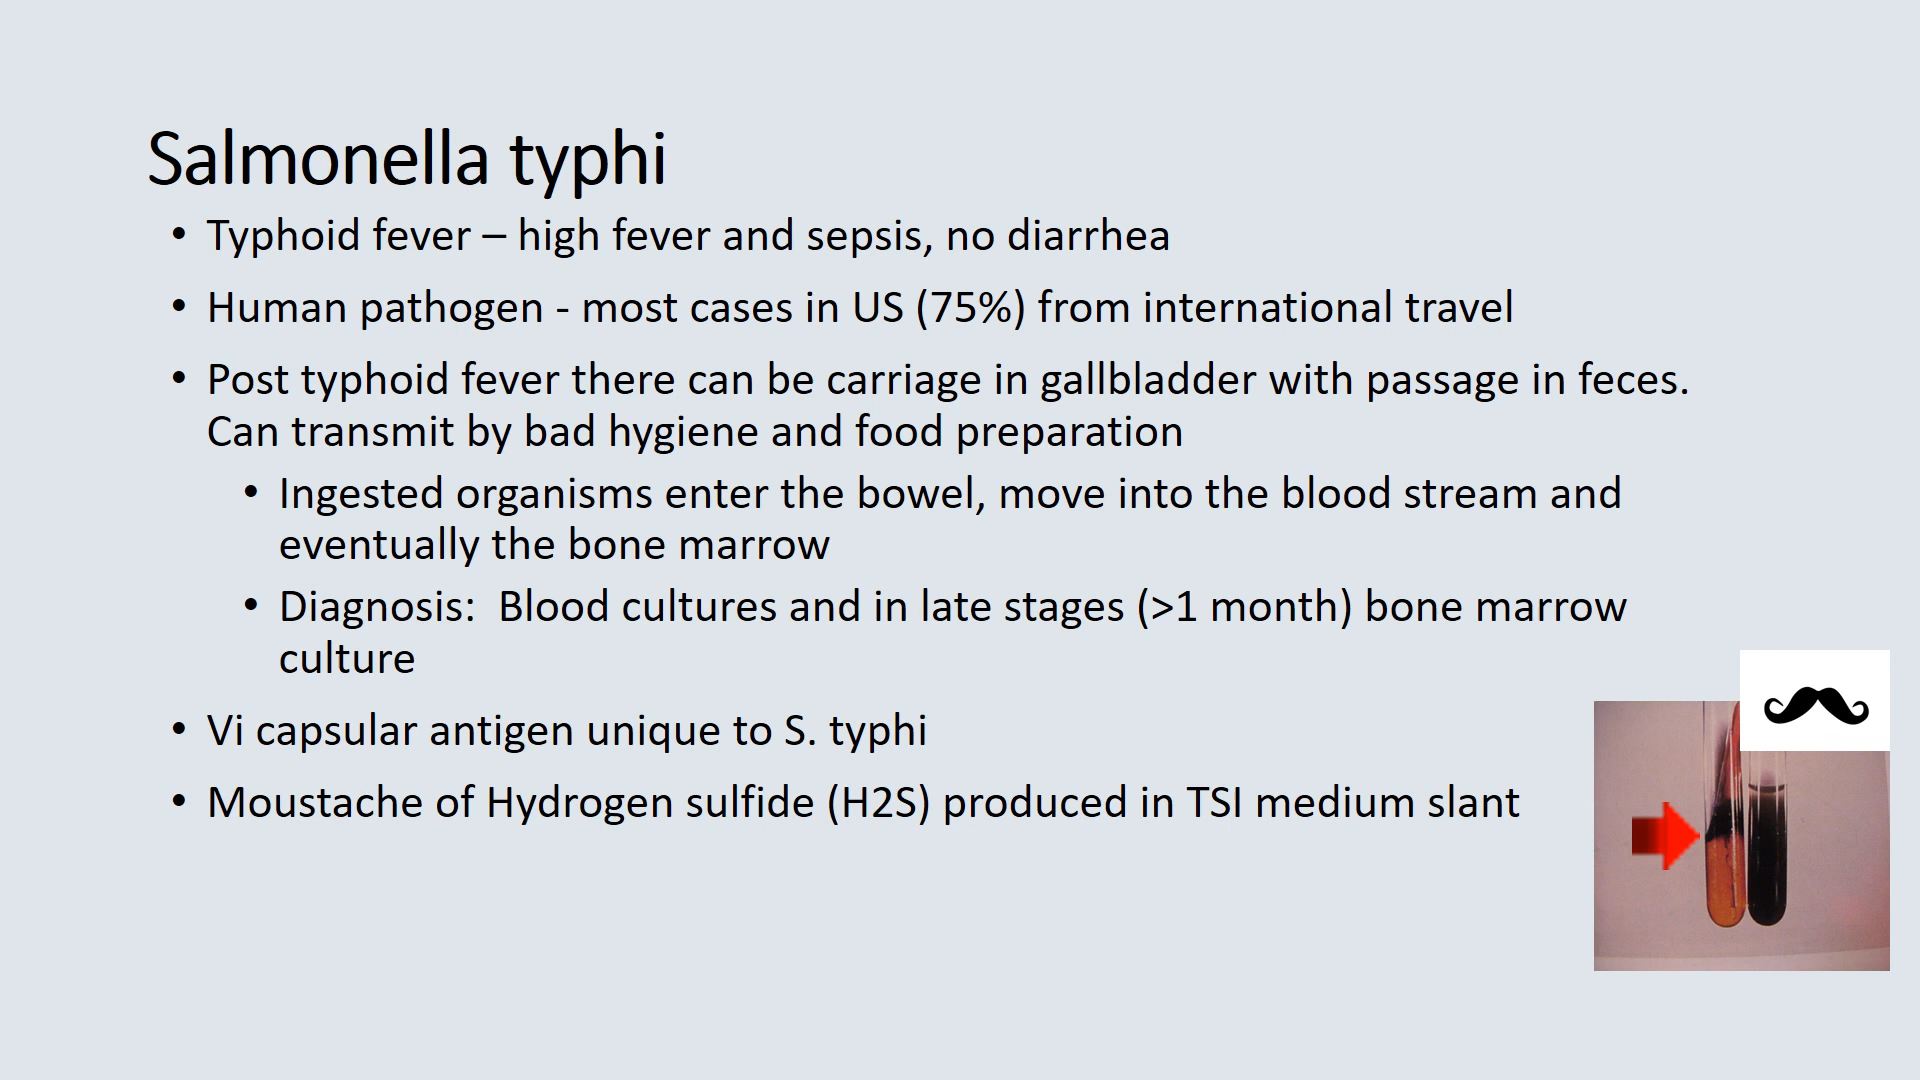 Salmonella typhi
• Typhoid fever – high fever and sepsis, no diarrhea
• Human pathogen - most cases in US (75%) from international travel
• Post typhoid fever there can be carriage in gallbladder with passage in feces.
Can transmit by bad hygiene and food preparation
• Ingested organisms enter the bowel, move into the blood stream and
eventually the bone marrow
• Diagnosis:  Blood cultures and in late stages (>1 month) bone marrow
culture
• Vi capsular antigen unique to S. typhi
• Moustache of Hydrogen sulfide (H2S) produced in TSI medium slant